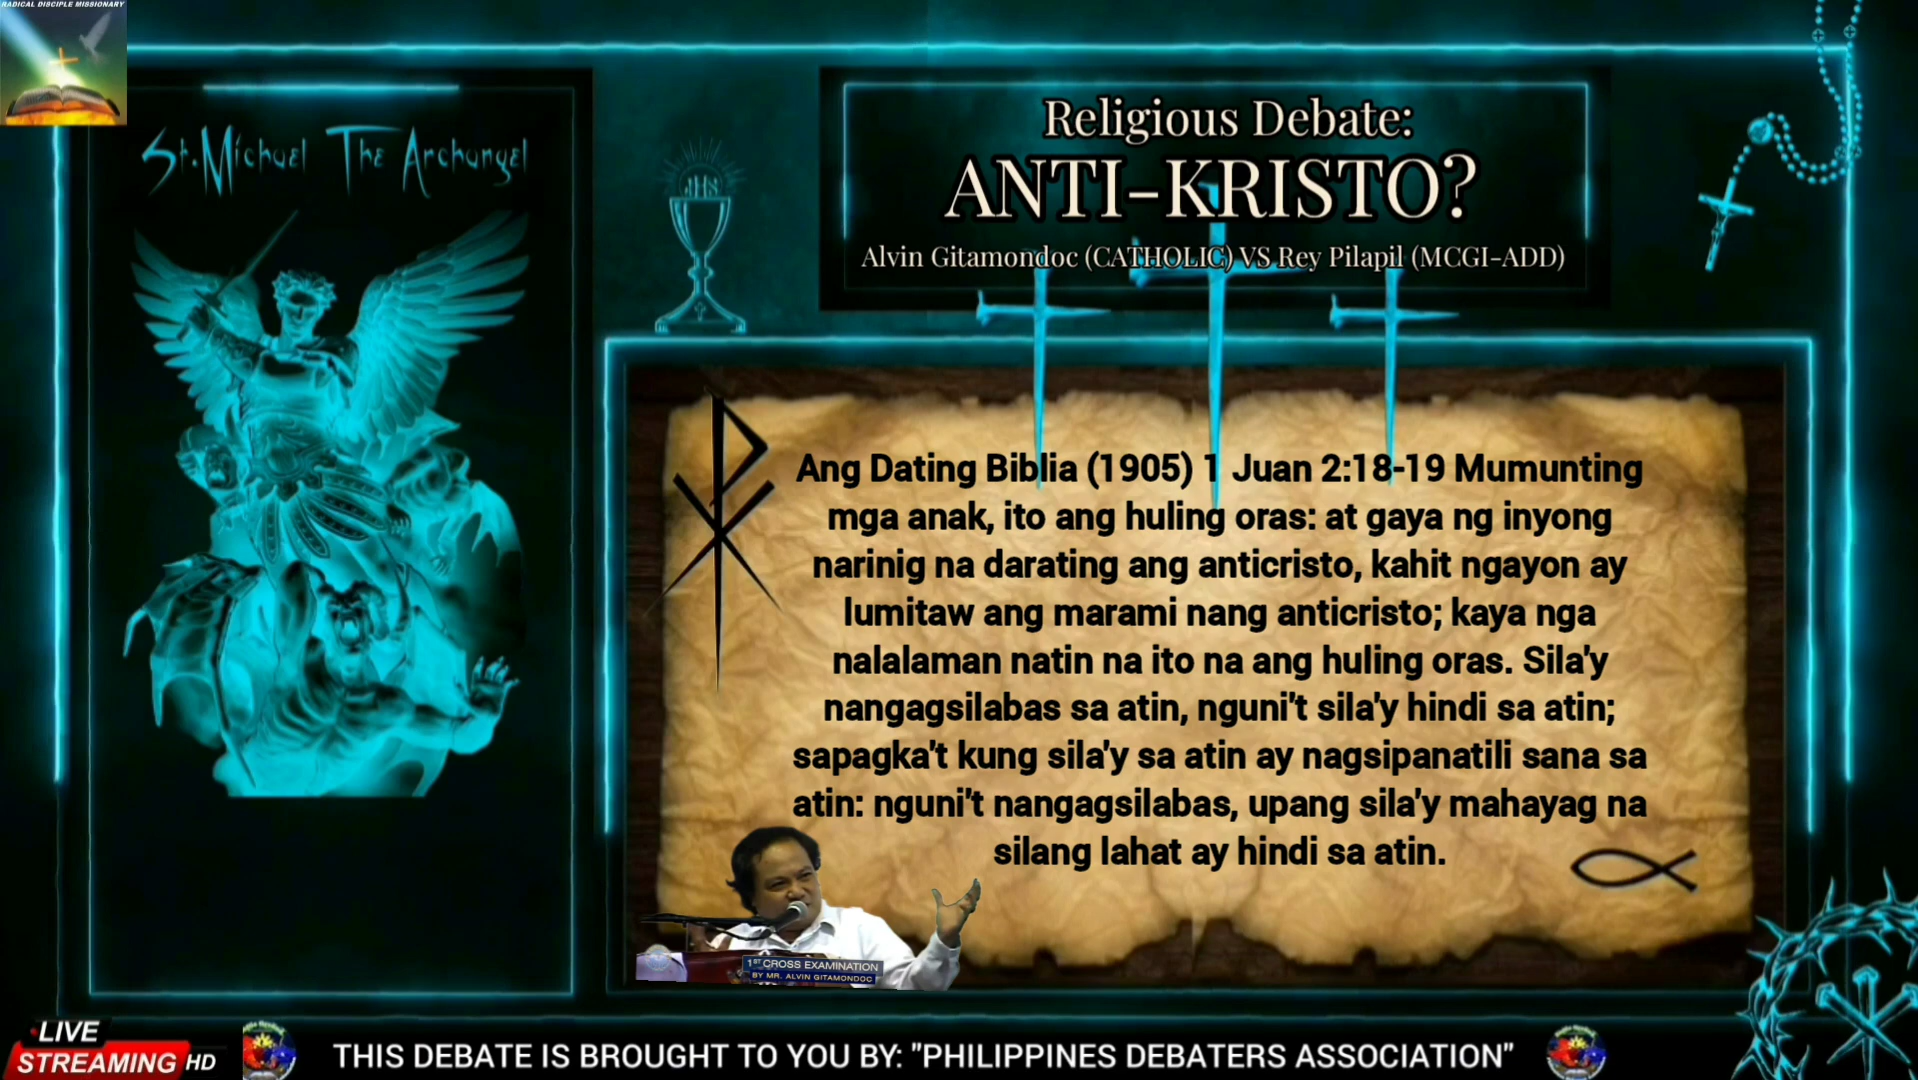 RADICAL DISCIPLE MISSIONARY
St.Michael The Archangel
JHS
Religious Debate:
ANTI-KRISTO?
Alvin Gitamondoc (CATHOLIC) VS Rey Pilapil (MCGI-ADD)
Ang Dating Biblia (1905) 1 Juan 2:18-19 Mumunting
mga anak, ito ang huling oras: at gaya ng inyong
narinig na darating ang anticristo, kahit ngayon ay
lumitaw ang marami nang anticristo; kaya nga
nalalaman natin na ito na ang huling oras. Sila'y
nangagsilabas sa atin, nguni't sila'y hindi sa atin;
sapagka't kung sila'y sa atin ay nagsipanatili sana sa
atin: nguni't nangagsilabas, upang sila'y mahayag na
silang lahat ay hindi sa atin.
1ST CROSS EXAMINATION
BY MR. ALVIN GITAMONDOC
LIVE
STREAMING HD
THIS DEBATE IS BROUGHT TO YOU BY: "PHILIPPINES DEBATERS ASSOCIATION"